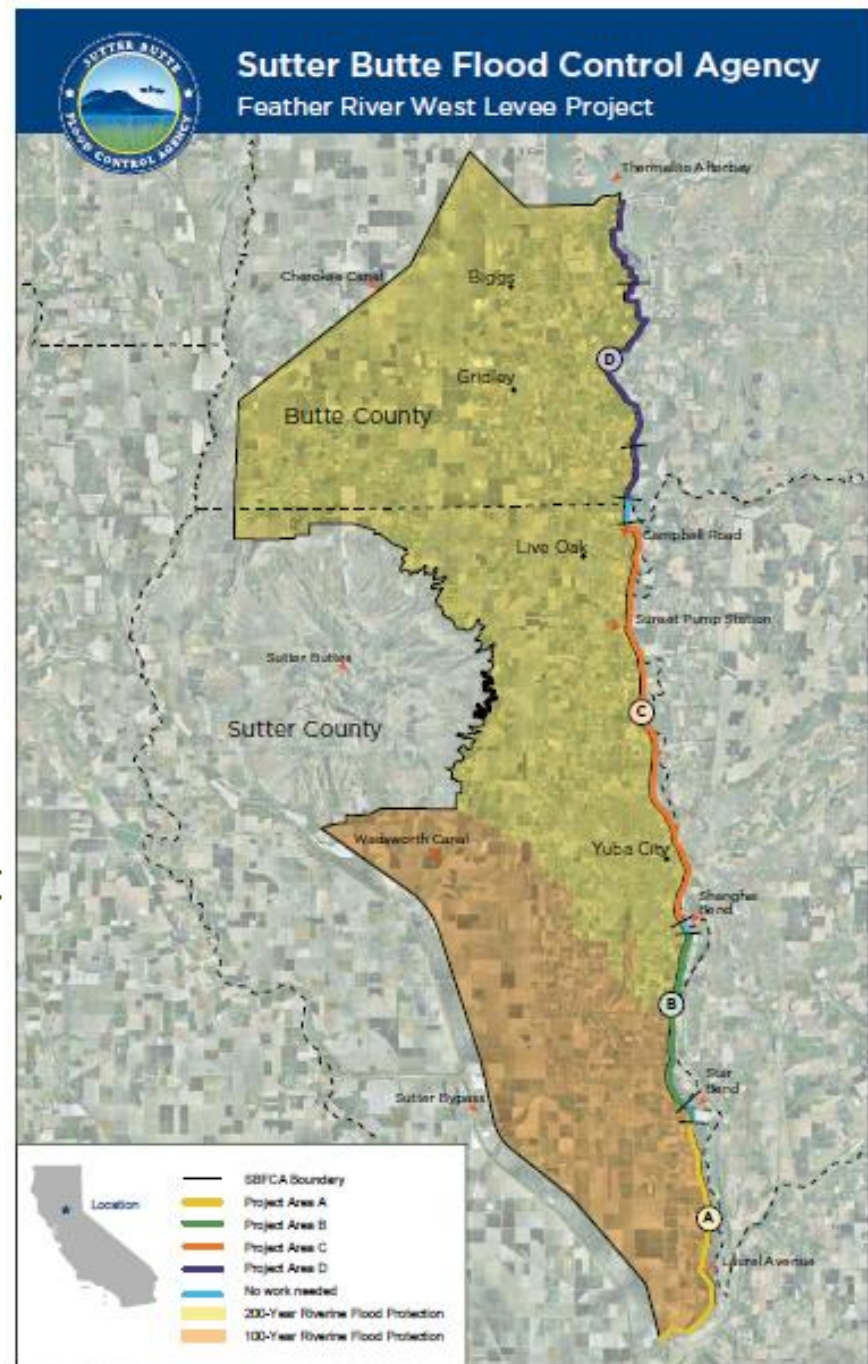 SUTTER BUTTE
FLOOD CONTROL AGENCY
Sutter Butte Flood Control Agency
Feather River West Levee Project
Thermalito Afterbay
Cherokee Canal
Biggs
D
Gridley
Butte County
Campbell Road
Live Oak
Sunset Pump Station
Sutter Buttes
C
Sutter County
Wadsworth Canal
Yuba City
Shanghai
Bend
B
Star
Bend
Sutter Bypass
A
Laurel Avenue
Location
SBFCA Boundary
Project Area A
Project Area B
Project Area C
Project Area D
No work needed
200-Year Riverine Flood Protection
100-Year Riverine Flood Protection